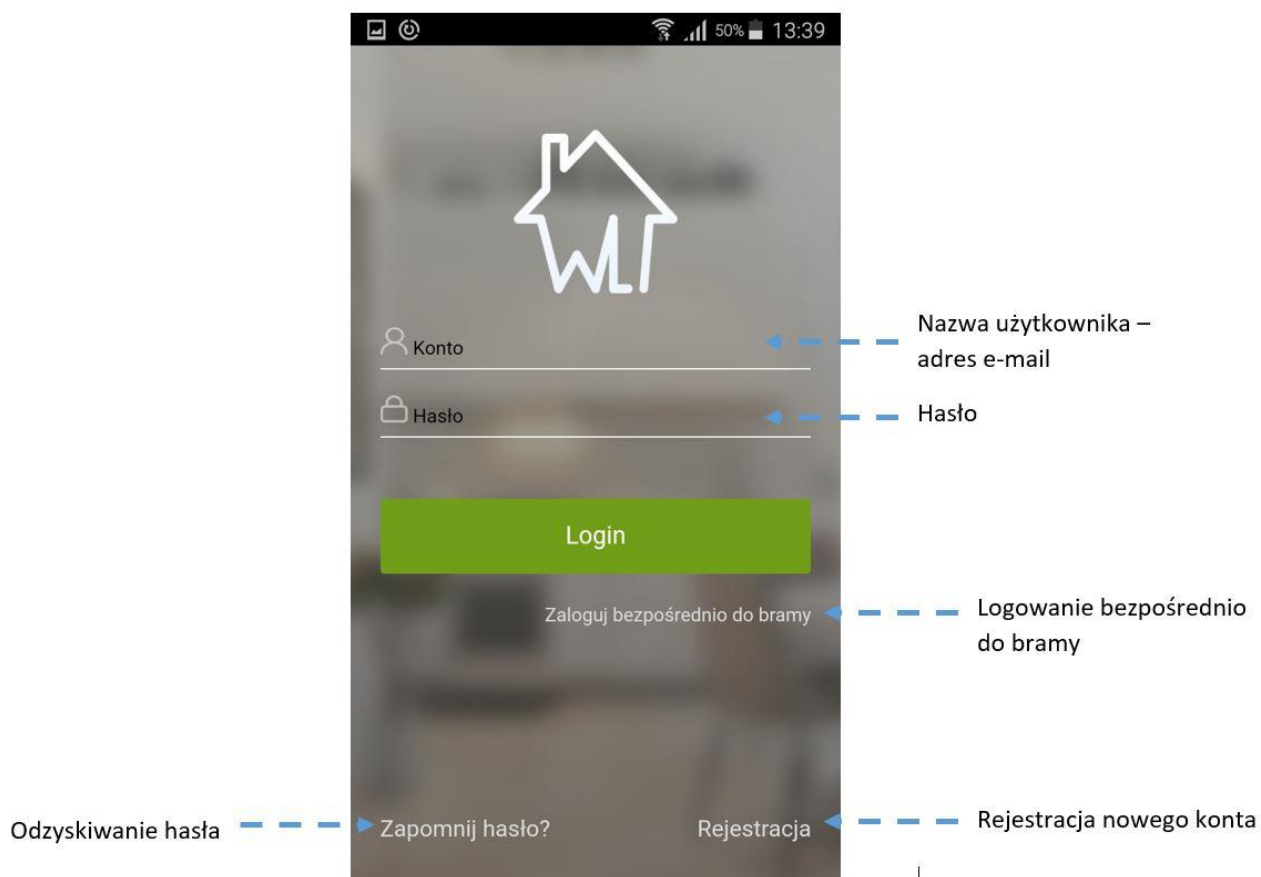 50% 13:39
WLI
Konto
Nazwa użytkownika –
adres e-mail
Hasło
Hasło
Login
Zaloguj bezpośrednio do bramy
Logowanie bezpośrednio
do bramy
Odzyskiwanie hasła
Zapomnij hasło?
Rejestracja
Rejestracja nowego konta